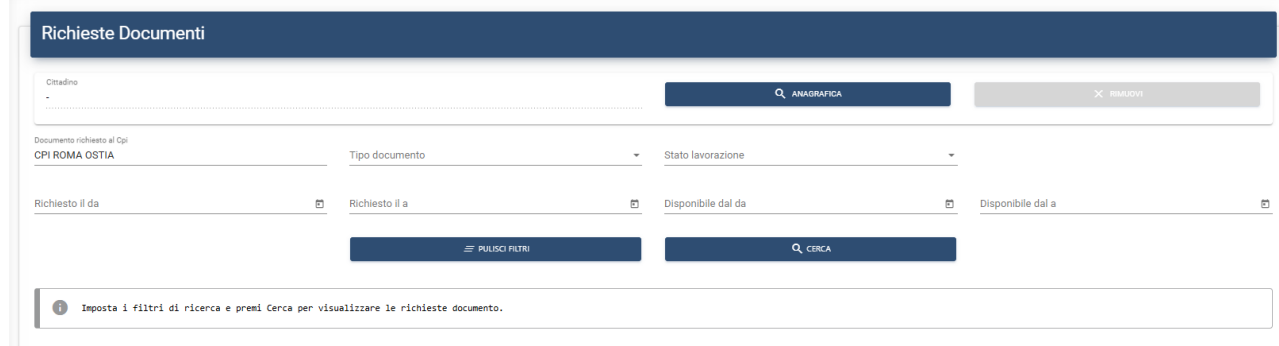 Richieste Documenti
Cittadino
-
ANAGRAFICA
RIMUOVI
Documento richiesto al Cpi
CPI ROMA OSTIA
Tipo documento
Stato lavorazione
Richiesto il da
Richiesto il a
Disponibile dal da
Disponibile dal a
PULISCI FILTRI
CERCA
Imposta i filtri di ricerca e premi Cerca per visualizzare le richieste documento.